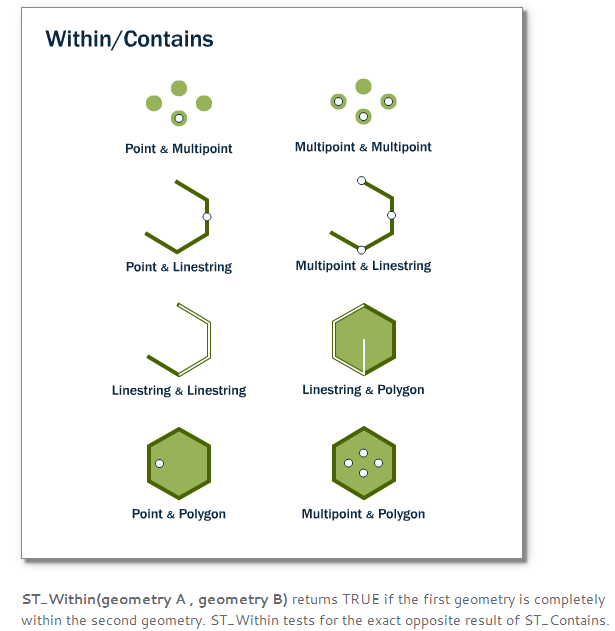 Within/Contains
Point & Multipoint
Multipoint & Multipoint
Point & Linestring
Multipoint & Linestring
Linestring & Linestring
Linestring & Polygon
Point & Polygon
Multipoint & Polygon
ST_Within(geometry A , geometry B) returns TRUE if the first geometry is completely
within the second geometry. ST_Within tests for the exact opposite result of ST_Contains.